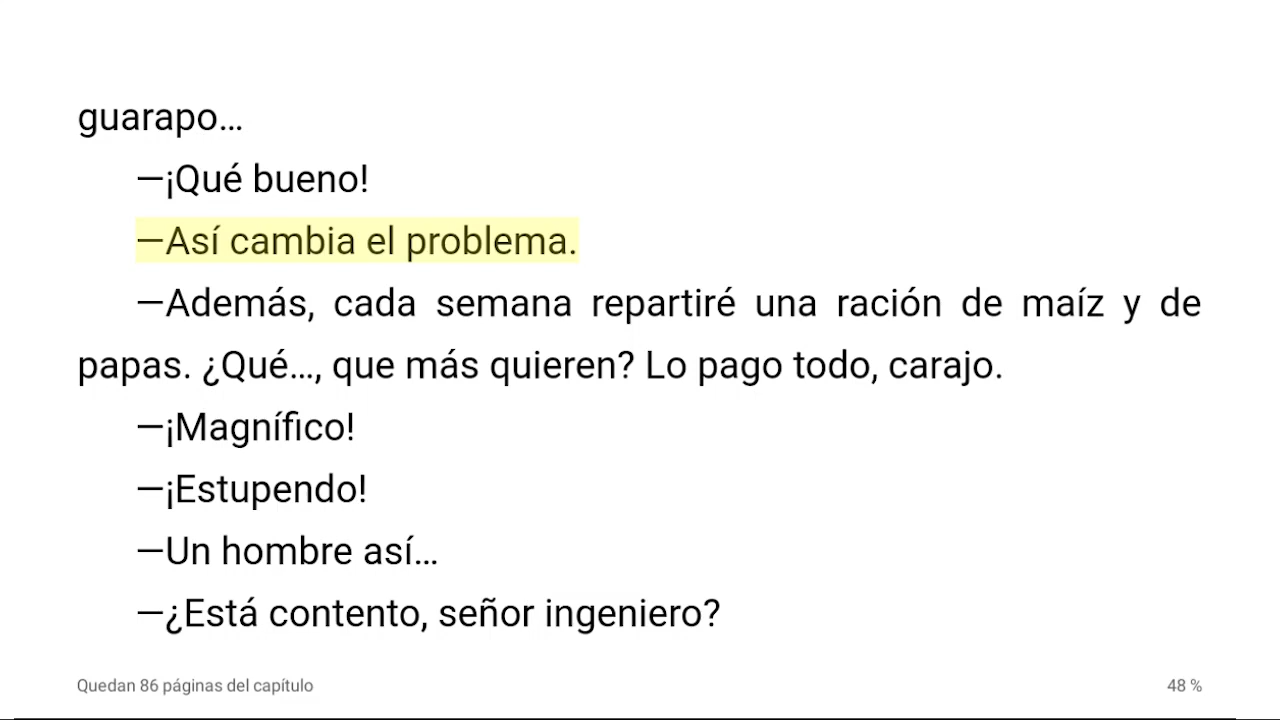 guarapo…
—¡Qué bueno!
—Así cambia el problema.
—Además, cada semana repartiré una ración de maíz y de
papas. ¿Qué…, que más quieren? Lo pago todo, carajo.
—¡Magnífico!
—¡Estupendo!
—Un hombre así…
—¿Está contento, señor ingeniero?
Quedan 86 páginas del capítulo
48 %